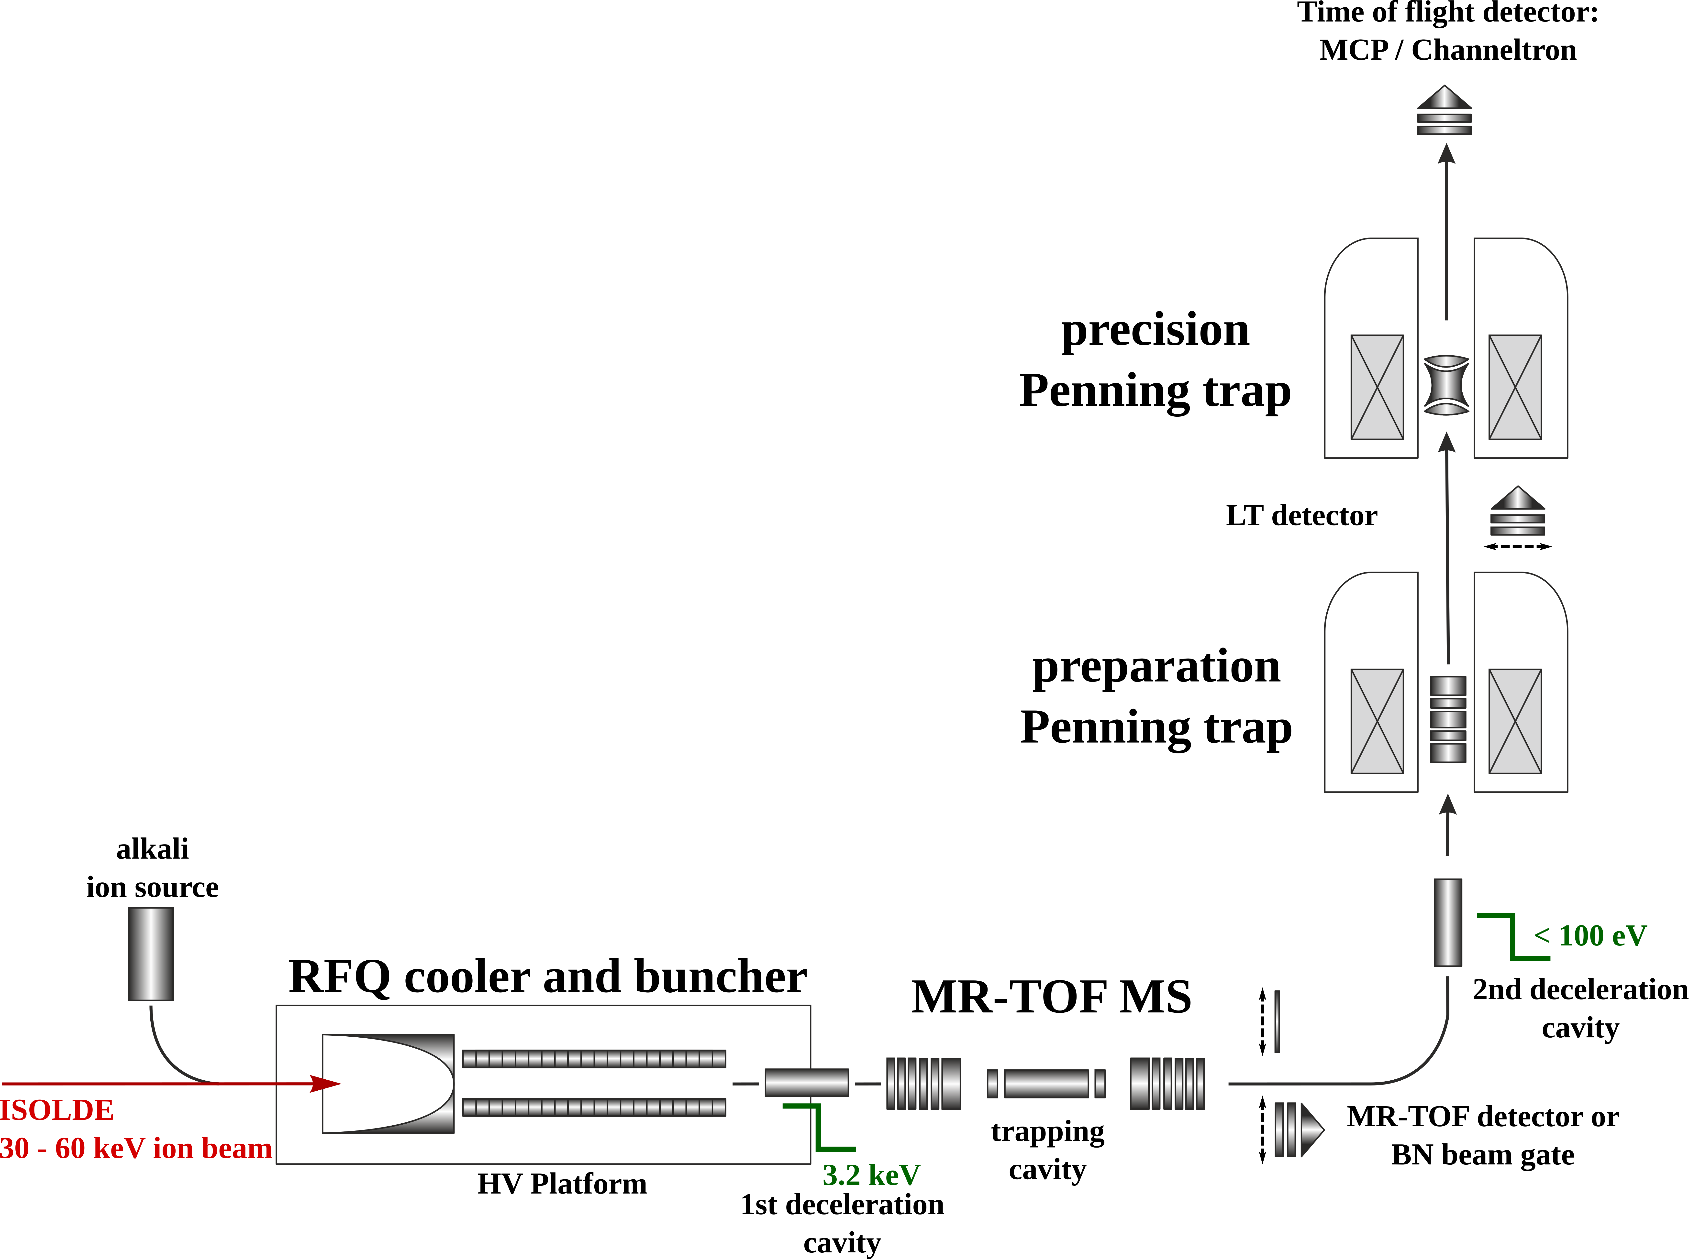 Time of flight detector:
MCP / Channeltron
precision
Penning trap
LT detector
preparation
Penning trap
alkali
ion source
< 100 eV
2nd deceleration
cavity
RFQ cooler and buncher
MR-TOF MS
ISOLDE
30 - 60 keV ion beam
HV Platform
3.2 keV
1st deceleration
cavity
trapping
cavity
MR-TOF detector or
BN beam gate